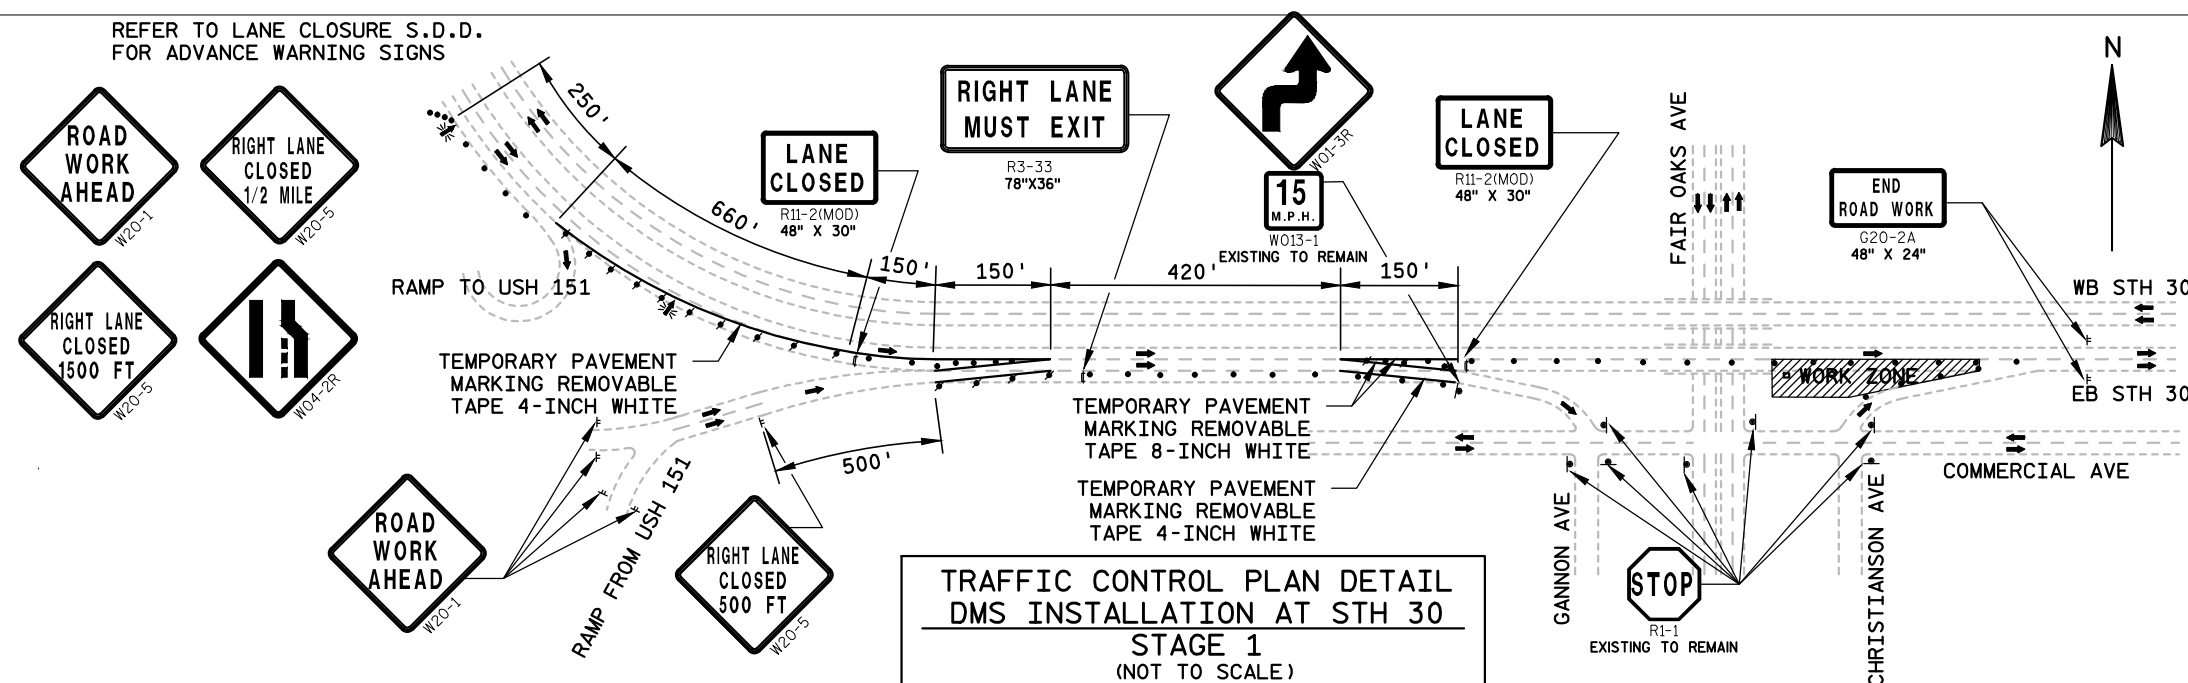 REFER TO LANE CLOSURE S.D.D.
FOR ADVANCE WARNING SIGNS
ROAD
WORK
AHEAD
W20-1
RIGHT LANE
CLOSED
1/2 MILE
W20-5
RIGHT LANE
CLOSED
1500 FT
W20-5
W04-2R
250'
660'
150'
150'
420'
150'
500'
RAMP TO USH 151
LANE
CLOSED
R11-2(MOD)
48" X 30"
RIGHT LANE
MUST EXIT
R3-33
78"X36"
W01-3R
15
M.P.H.
W013-1
EXISTING TO REMAIN
LANE
CLOSED
R11-2(MOD)
48" X 30"
FAIR OAKS AVE
END
ROAD WORK
G20-2A
48" X 24"
N
WB STH 30
EB STH 30
WORK ZONE
TEMPORARY PAVEMENT
MARKING REMOVABLE
TAPE 4-INCH WHITE
TEMPORARY PAVEMENT
MARKING REMOVABLE
TAPE 8-INCH WHITE
TEMPORARY PAVEMENT
MARKING REMOVABLE
TAPE 4-INCH WHITE
COMMERCIAL AVE
GANNON AVE
CHRISTIANSON AVE
STOP
R1-1
EXISTING TO REMAIN
ROAD
WORK
AHEAD
W20-1
RAMP FROM USH 151
RIGHT LANE
CLOSED
500 FT
W20-5
TRAFFIC CONTROL PLAN DETAIL
DMS INSTALLATION AT STH 30
STAGE 1
(NOT TO SCALE)